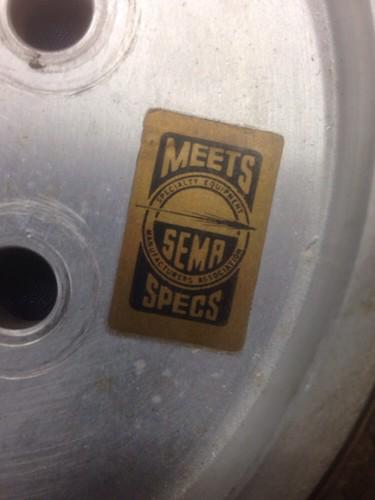 MEETS
SPECIALTY EQUIPMENT
SEMA
MANUFACTURERS ASSOCIATION
SPECS